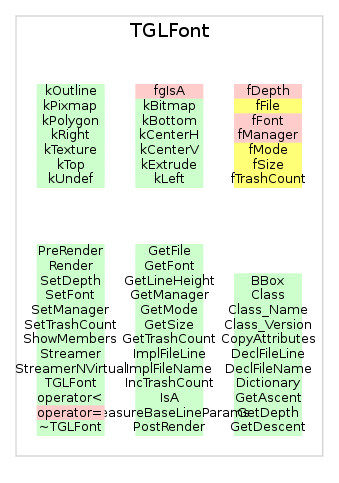 TGLFont
kOutline
kPixmap
kPolygon
kRight
kTexture
kTop
kUndef
fgIsA
kBitmap
kBottom
kCenterH
kCenterV
kExtrude
kLeft
fDepth
fFile
fFont
fManager
fMode
fSize
fTrashCount
PreRender
Render
SetDepth
SetFont
SetManager
SetTrashCount
ShowMembers
Streamer
StreamerNVirtual
TGLFont
operator<
operator=
~TGLFont
GetFile
GetFont
GetLineHeight
GetManager
GetMode
GetSize
GetTrashCount
ImplFileLine
ImplFileName
IncTrashCount
IsA
easureBaseLineParams
PostRender
BBox
Class
Class_Name
Class_Version
CopyAttributes
DeclFileLine
DeclFileName
Dictionary
GetAscent
GetDepth
GetDescent